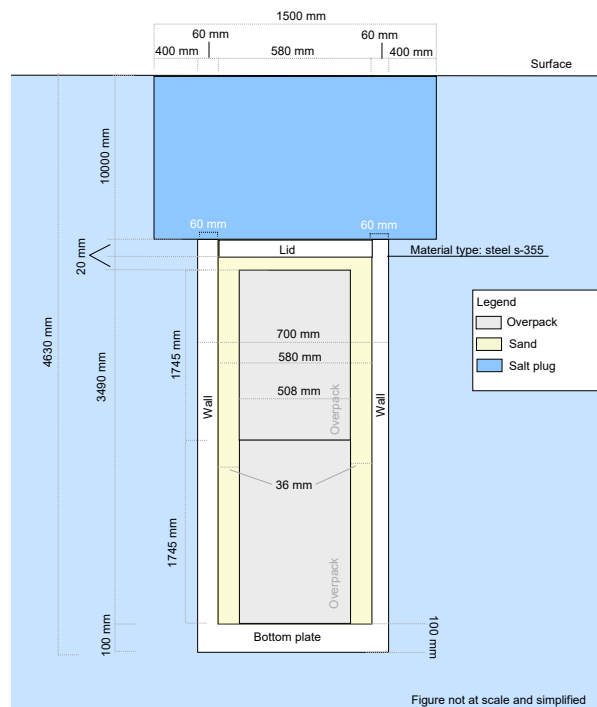 1500 mm
60 mm
60 mm
400 mm
580 mm
400 mm
Surface
10000 mm
60 mm
60 mm
20 mm
Lid
Material type: steel s-355
Legend
Overpack
Sand
Salt plug
4630 mm
3490 mm
1745 mm
700 mm
580 mm
508 mm
Wall
Wall
Overpack
36 mm
1745 mm
Overpack
100 mm
Bottom plate
100 mm
Figure not at scale and simplified